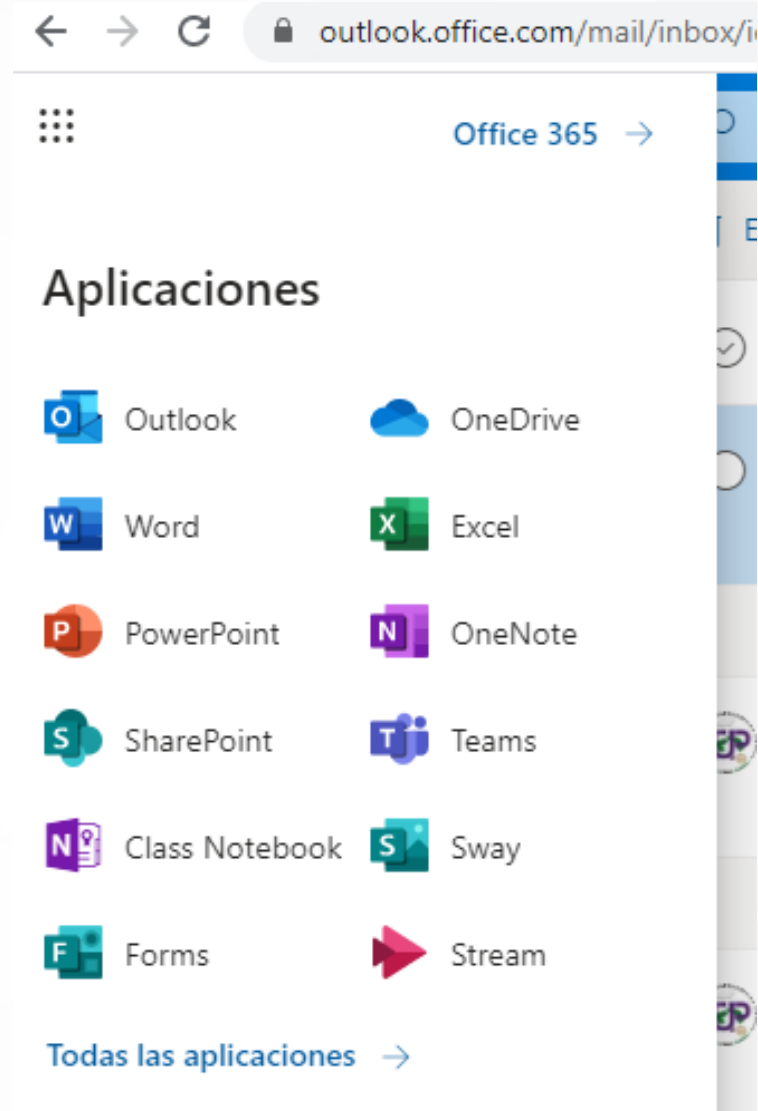 outlook.office.com/mail/inbox/i
Office 365
Aplicaciones
Outlook
OneDrive
Word
Excel
PowerPoint
OneNote
SharePoint
Teams
Class Notebook
Sway
Forms
Stream
Todas las aplicaciones